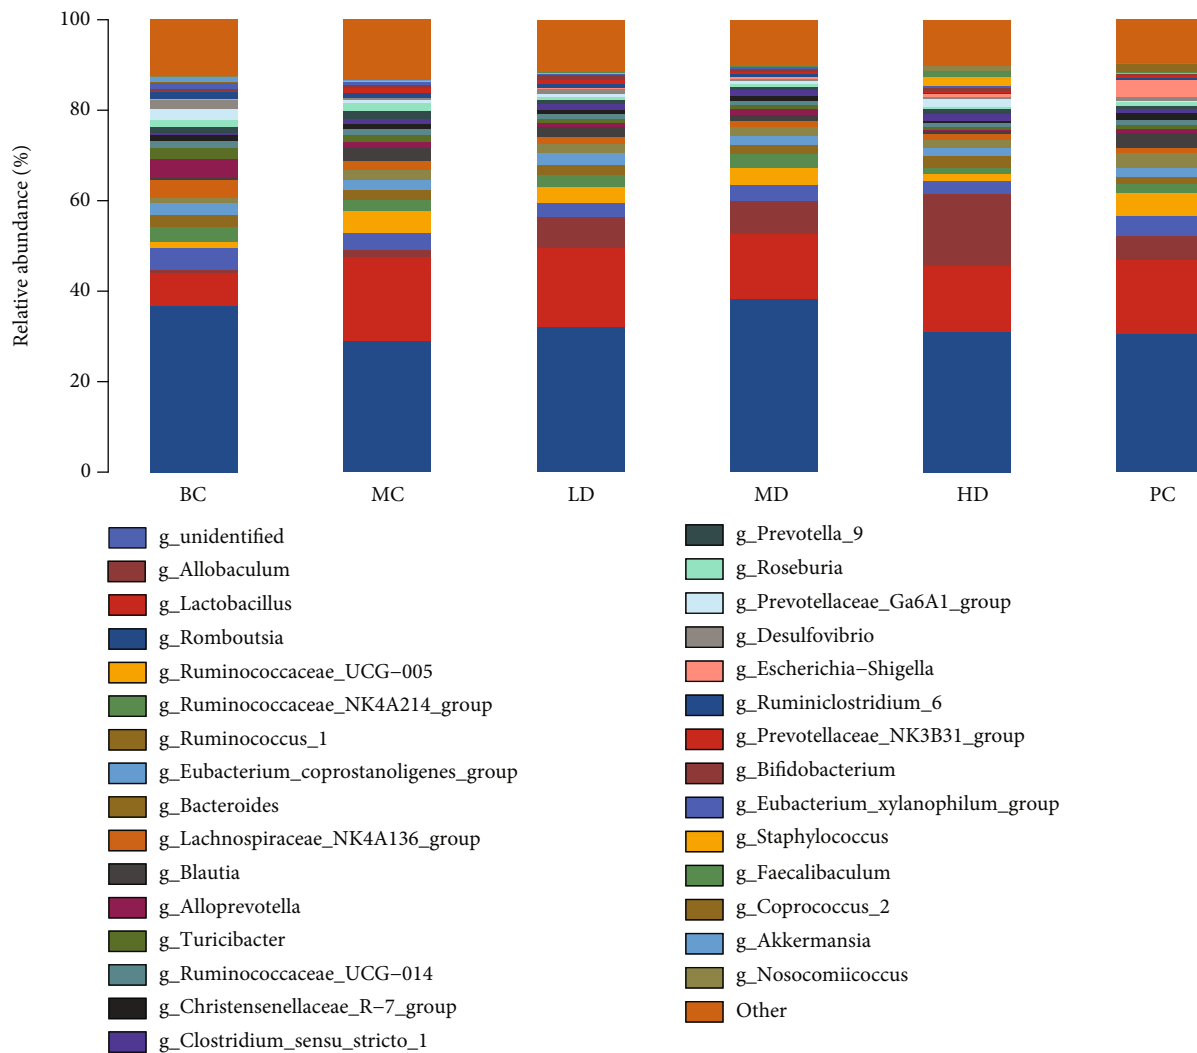 100
80
60
40
20
0
Relative abundance (%)
BC MC LD MD HD PC
g_unidentified
g_Allobaculum
g_Lactobacillus
g_Romboutsia
g_Ruminococcaceae_UCG−005
g_Ruminococcaceae_NK4A214_group
g_Ruminococcus_1
g_Eubacterium_coprostanoligenes_group
g_Bacteroides
g_Lachnospiraceae_NK4A136_group
g_Blautia
g_Alloprevotella
g_Turicibacter
g_Ruminococcaceae_UCG−014
g_Christensenellaceae_R−7_group
g_Clostridium_sensu_stricto_1
g_Prevotella_9
g_Roseburia
g_Prevotellaceae_Ga6A1_group
g_Desulfovibrio
g_Escherichia−Shigella
g_Ruminiclostridium_6
g_Prevotellaceae_NK3B31_group
g_Bifidobacterium
g_Eubacterium_xylanophilum_group
g_Staphylococcus
g_Faecalibaculum
g_Coprococcus_2
g_Akkermansia
g_Nosocomiicoccus
Other